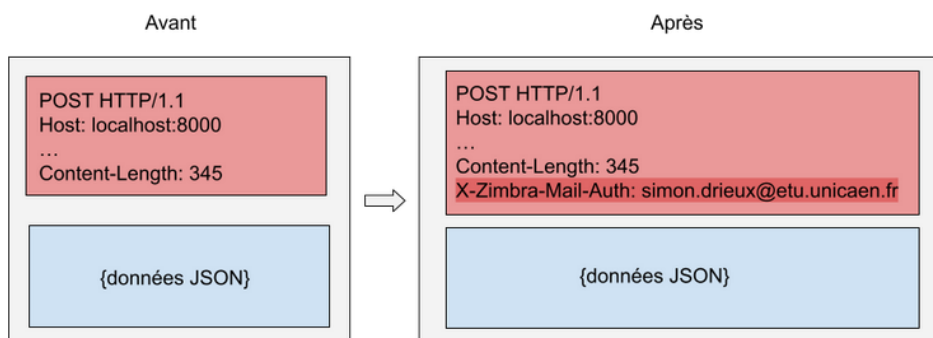 Avant
POST HTTP/1.1
Host: localhost:8000
…
Content-Length: 345
{données JSON}
Après
POST HTTP/1.1
Host: localhost:8000
…
Content-Length: 345
X-Zimbra-Mail-Auth: simon.drieux@etu.unicaen.fr
{données JSON}